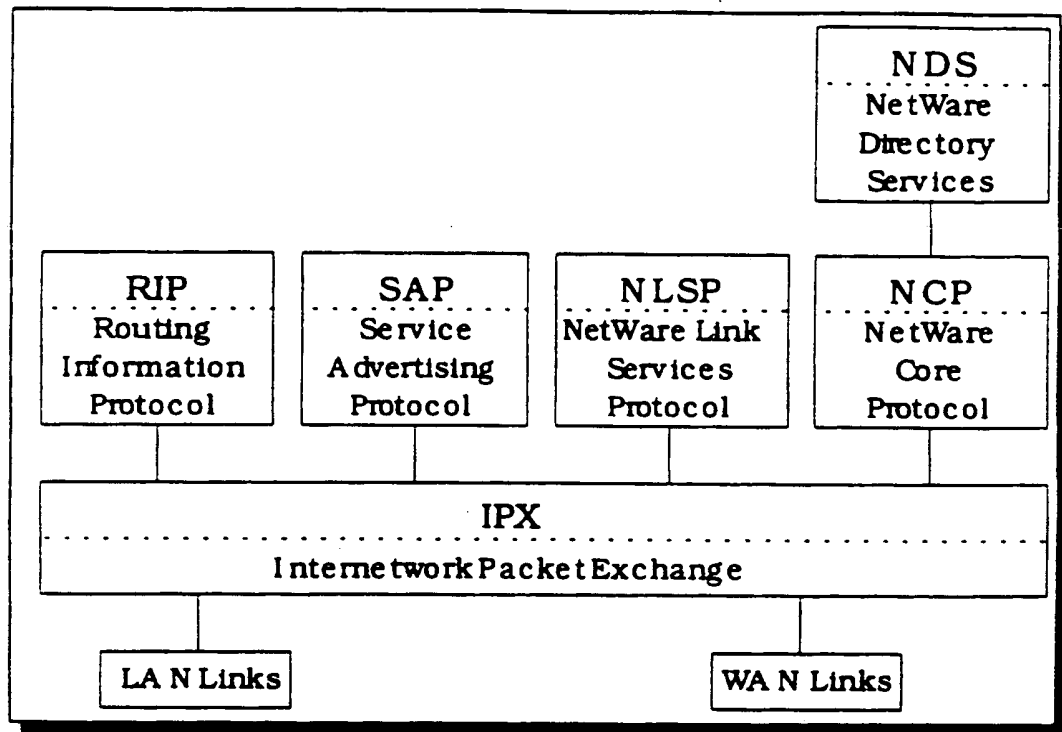 NDS
NetWare
Directory
Services
RIP
Routing
Information
Protocol
SAP
Service
Advertising
Protocol
NLSP
NetWare Link
Services
Protocol
NCP
NetWare
Core
Protocol
IPX
Internetwork Packet Exchange
LAN Links
WAN Links